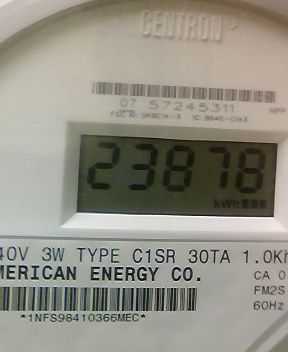 CENTRON®
07 57245311
23878
kWh
40V 3W TYPE C1SR 30TA 1.0Kh
MERICAN ENERGY CO.
CA 0
FM2S
60Hz
*1NFS98410366MEC*